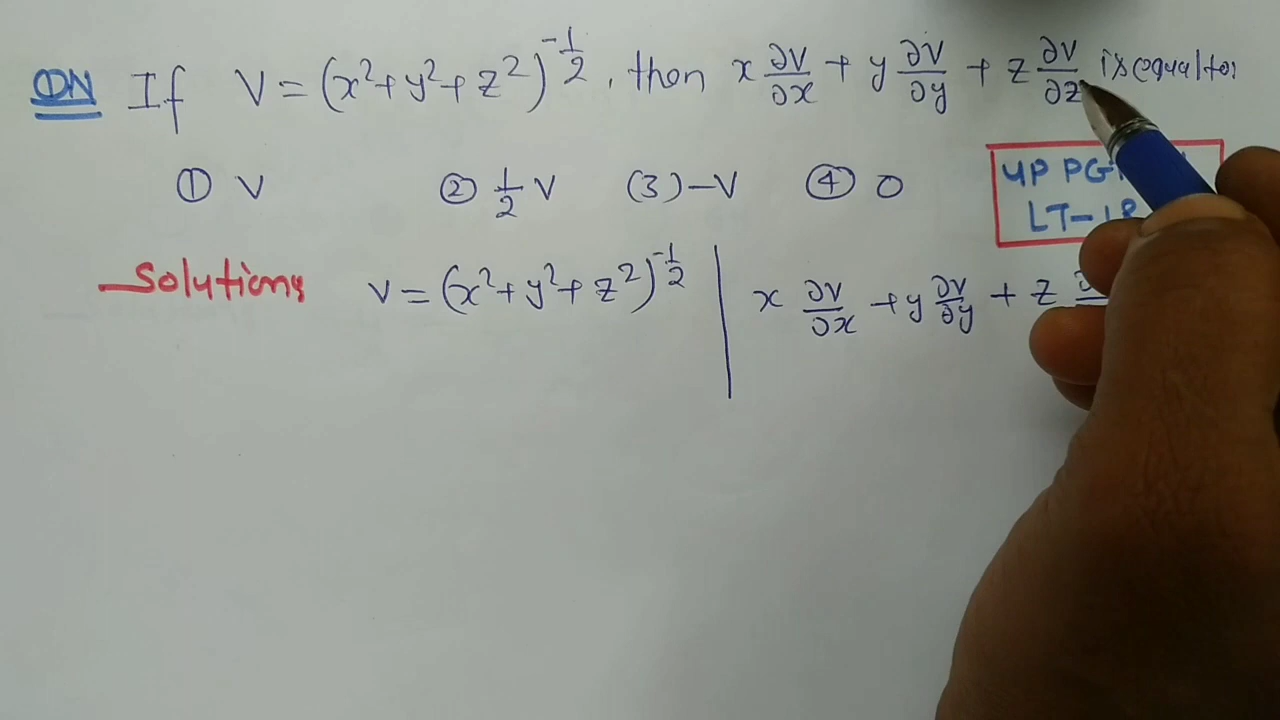 QN If V = (x²+y²+z²)^-1/2, then x ∂V/∂x + y ∂V/∂y + z ∂V/∂z is equal to
① V ② 1/2 V (3) -V ④ 0
UP PG
LT-18
Solution V = (x²+y²+z²)^-1/2 | x ∂V/∂x + y ∂V/∂y + z